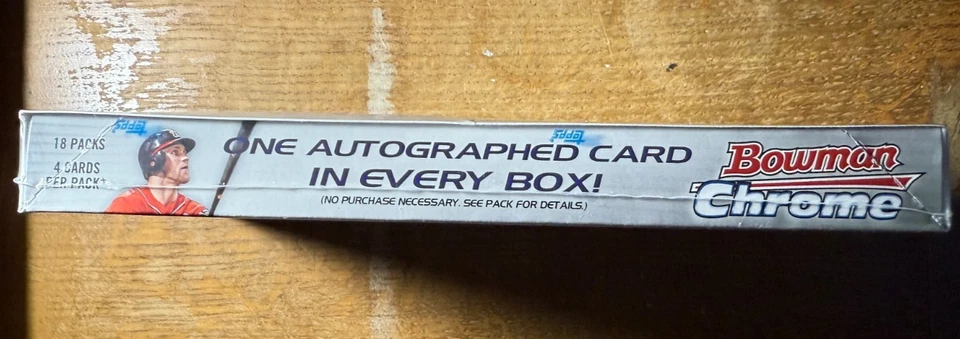 18 PACKS
4 CARDS
PER PACK†
Topps
ONE AUTOGRAPHED CARD
IN EVERY BOX!
(NO PURCHASE NECESSARY. SEE PACK FOR DETAILS.)
Topps
Bowman
Chrome